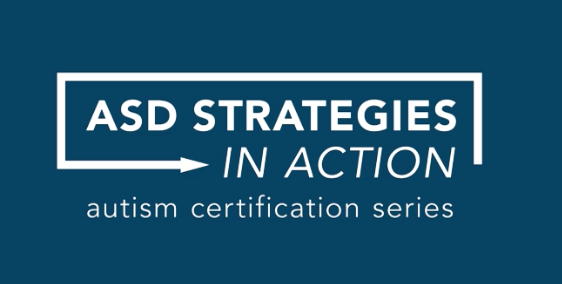 ASD STRATEGIES
IN ACTION
autism certification series